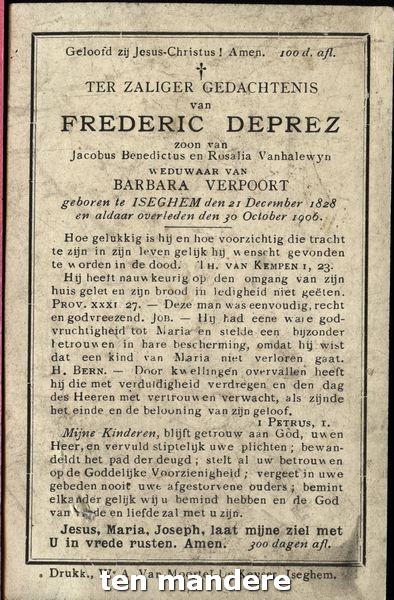 Geloofd zij Jesus-Christus ! Amen. 100 d. afl.
TER ZALIGER GEDACHTENIS
van
FREDERIC DEPREZ
zoon van
Jacobus Benedictus en Rosalia Vanhalewyn
WEDUWAAR VAN
BARBARA VERPOORT
geboren te ISEGHEM den 21 December 1828
en aldaar overleden den 30 October 1906.
Hoe gelukkig is hij en hoe voorzichtig die tracht
te zijn in zijn leven gelijk hij wenscht gevonden
te worden in de dood. TH. VAN KEMPEN I, 23.
Hij heeft nauwkeurig op den omgang van zijn
huis gelet en zijn brood in ledigheid niet geëten.
PROV. XXXI 27. — Deze man was eenvoudig, recht
en godvreezend. JOB. — Hij had eene ware god-
vruchtigheid tot Maria en stelde een bijzonder
betrouwen in hare bescherming, omdat hij wist
dat een kind van Maria niet verloren gaat.
H. BERN. — Door kwellingen overvallen heeft
hij die met verduldigheid verdregen en den dag
des Heeren met vertrouwen verwacht, als zijnde
het einde en de belooning van zijn geloof.
1 PETRUS, 1.
Mijne Kinderen, blijft getrouw aan God, uwen
Heer, en vervuld stiptelijk uwe plichten ; bewan-
deldt het pad der deugd ; stelt al uw betrouwen
op de Goddelijke Voorzienigheid ; vergeet in uwe
gebeden nooit uwe afgestorvene ouders ; bemint
elkander gelijk wij u bemind hebben en de God
van vrede en liefde zal met u zijn.
Jesus, Maria, Joseph, laat mijne ziel met
U in vrede rusten. Amen. 300 dagen afl.
Drukk., A. Van Moortel Iseghem.
ten mandere